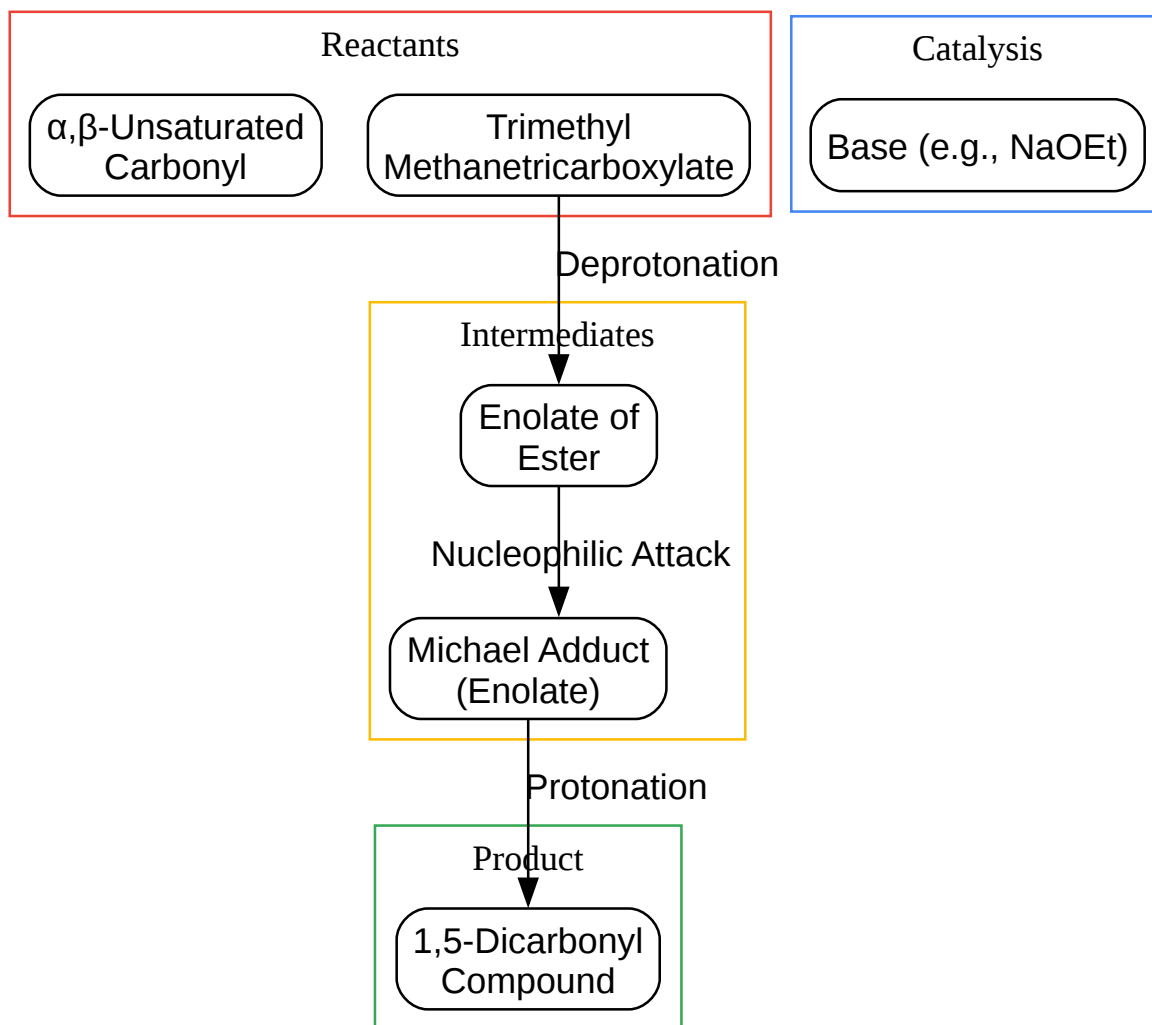 Reactants
α,β-Unsaturated
Carbonyl
Trimethyl
Methanetricarboxylate
Catalysis
Base (e.g., NaOEt)
Deprotonation
Intermediates
Enolate of
Ester
Nucleophilic Attack
Michael Adduct
(Enolate)
Protonation
Product
1,5-Dicarbonyl
Compound